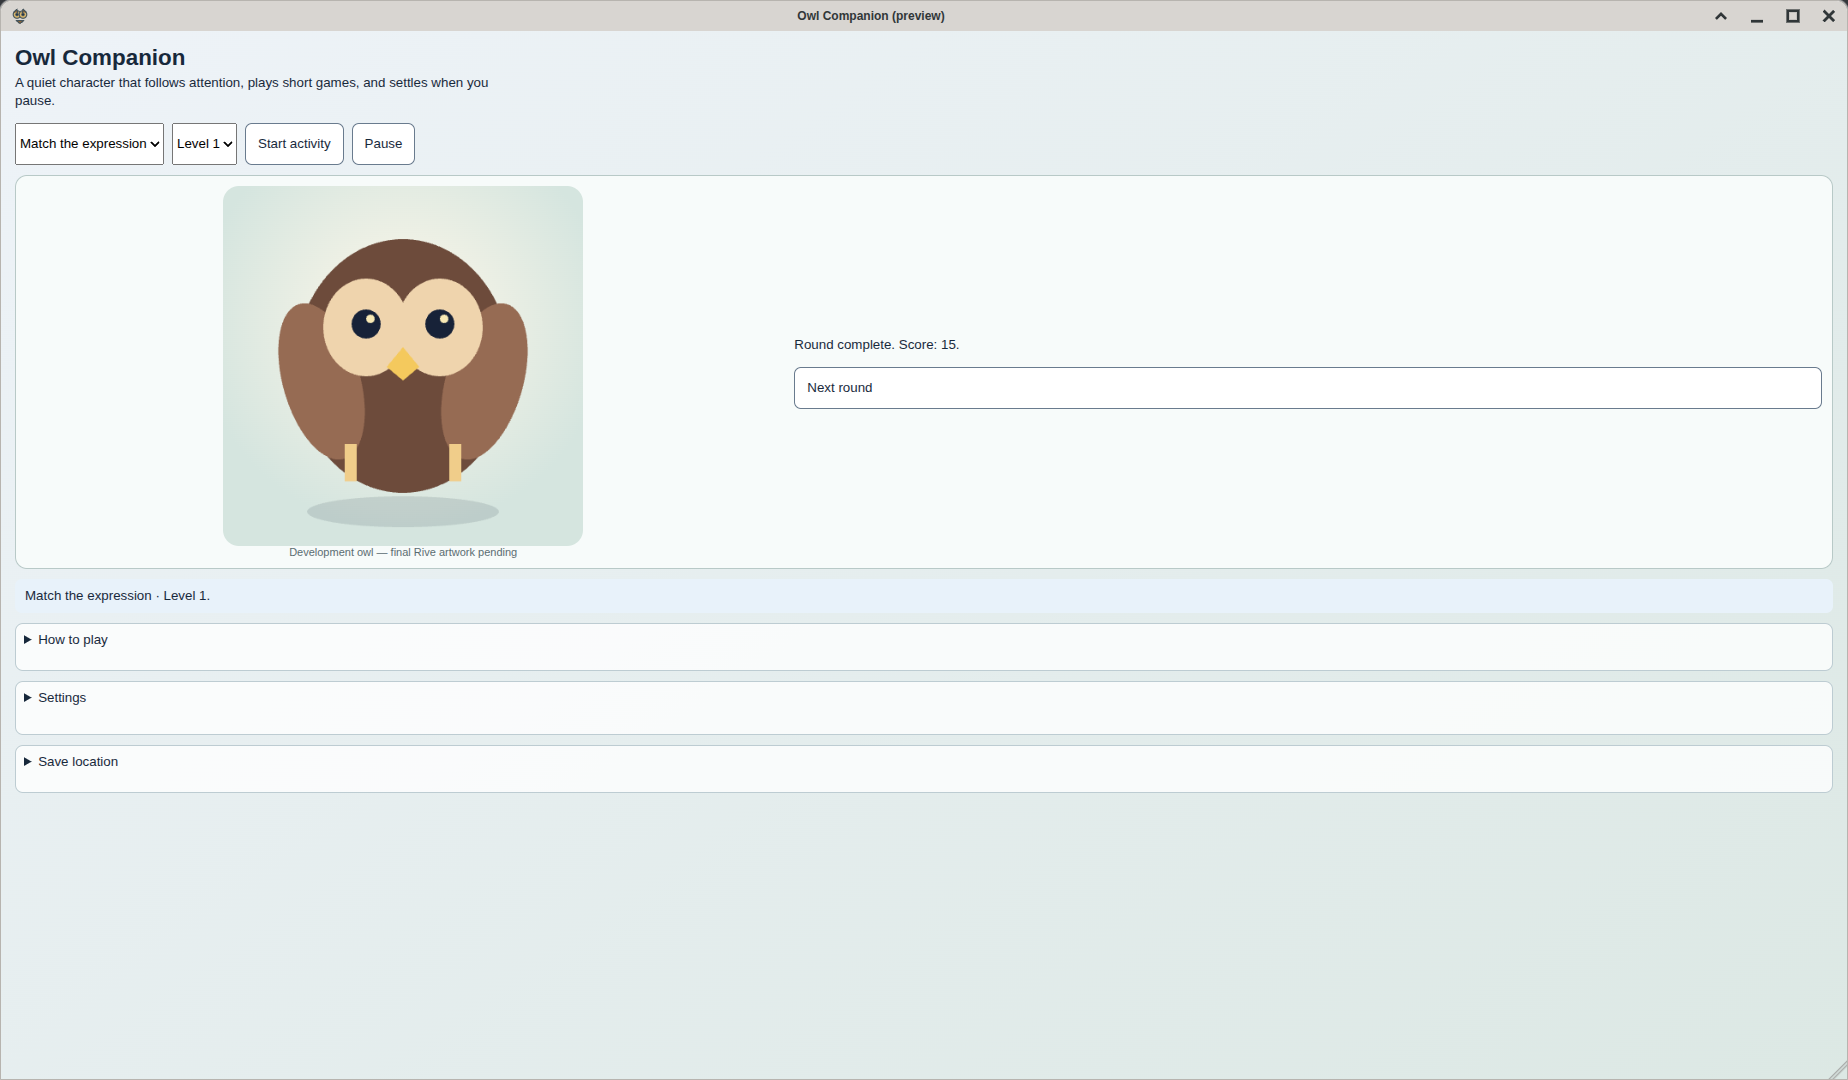 Owl Companion (preview)
Owl Companion
A quiet character that follows attention, plays short games, and settles when you
pause.
Match the expression
Level 1
Start activity
Pause
Round complete. Score: 15.
Next round
Development owl — final Rive artwork pending
Match the expression · Level 1.
How to play
Settings
Save location